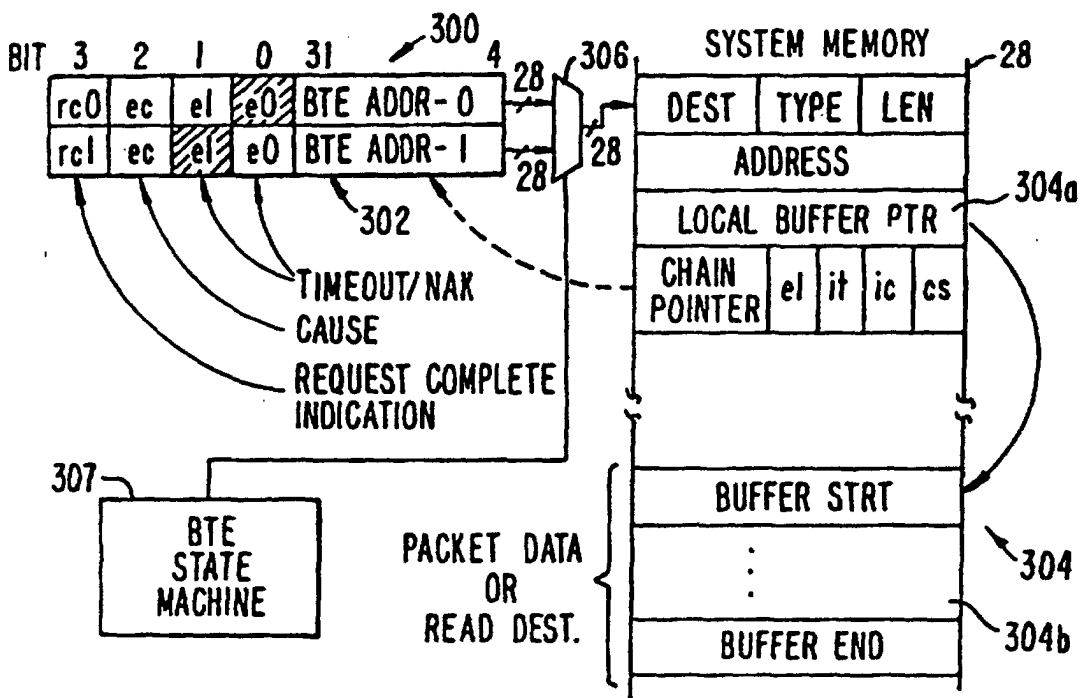 BIT 3 2 1 0 31 4
300
rc0 ec e1 e0 BTE ADDR-0
rc1 ec e1 e0 BTE ADDR-1
28
28
306
28
302
TIMEOUT/NAK
CAUSE
REQUEST COMPLETE
INDICATION
307
BTE
STATE
MACHINE
SYSTEM MEMORY
28
DEST TYPE LEN
ADDRESS
304a
LOCAL BUFFER PTR
CHAIN
POINTER
el it ic cs
BUFFER STRT
304
PACKET DATA
OR
READ DEST.
304b
BUFFER END